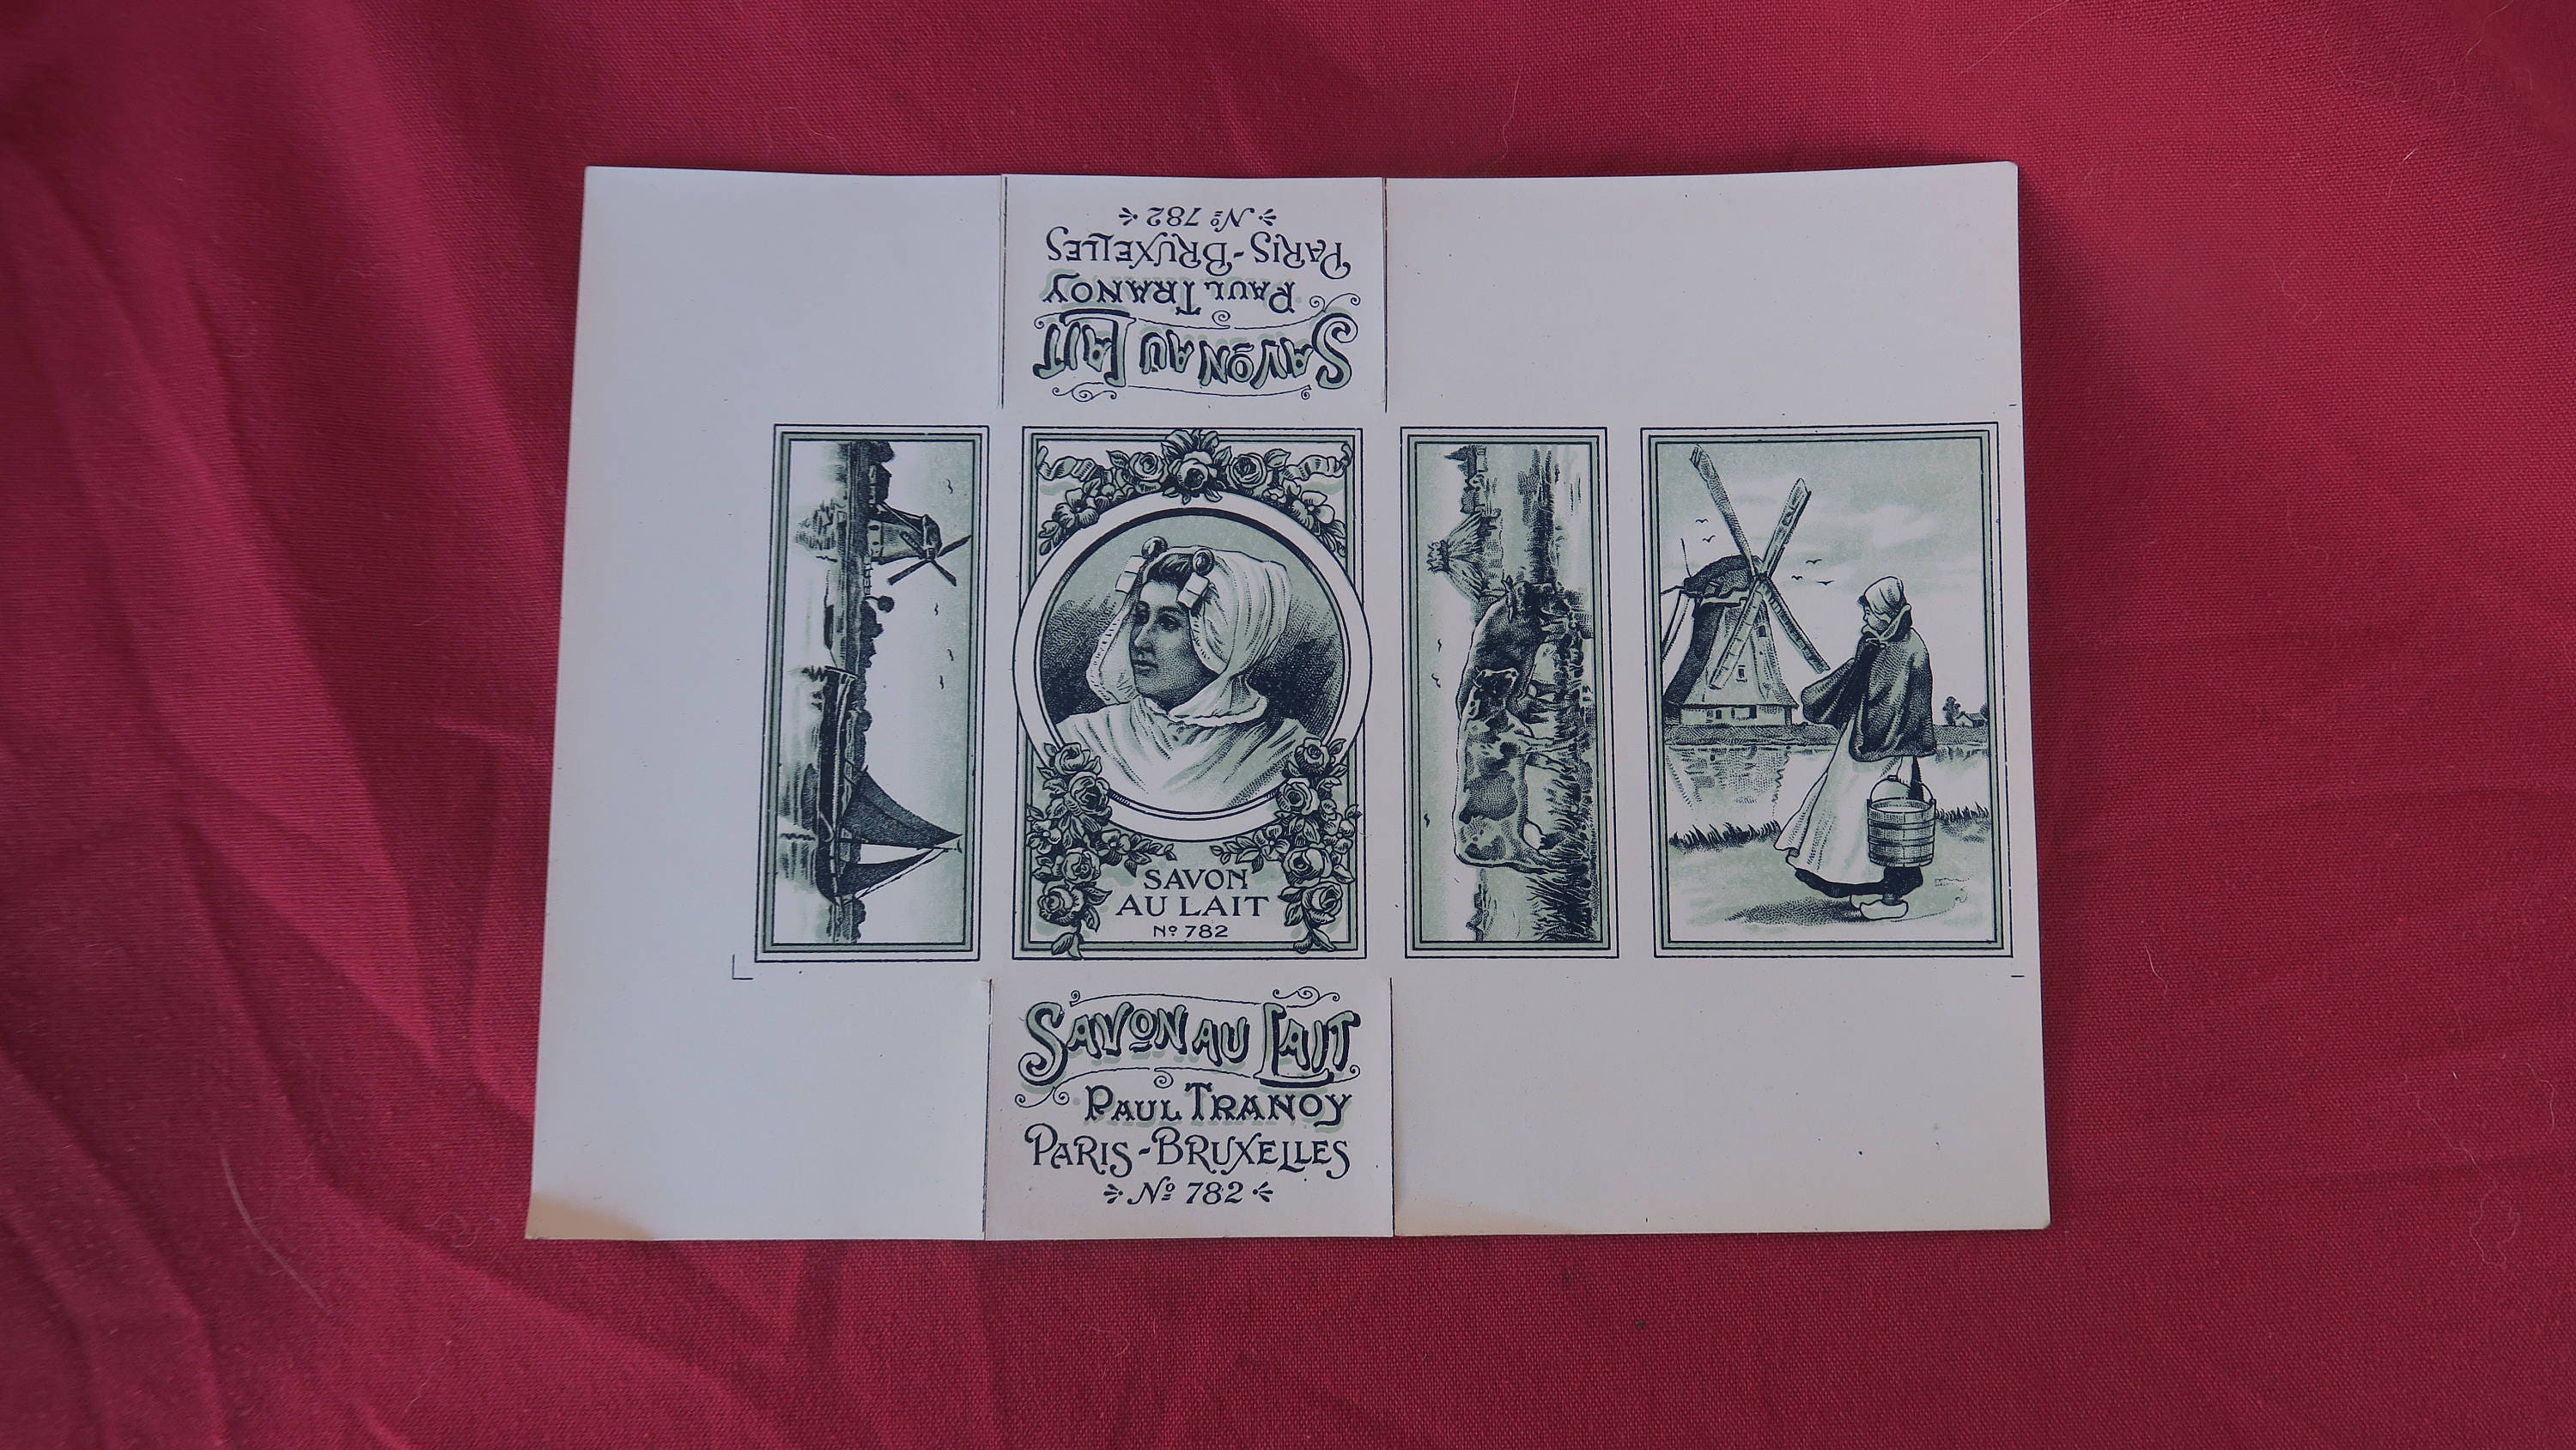 SAVON AU LAIT
PAUL TRANOY
PARIS-BRUXELLES
Nº 782
SAVON
AU LAIT
Nº 782
SAVON AU LAIT
PAUL TRANOY
PARIS-BRUXELLES
Nº 782